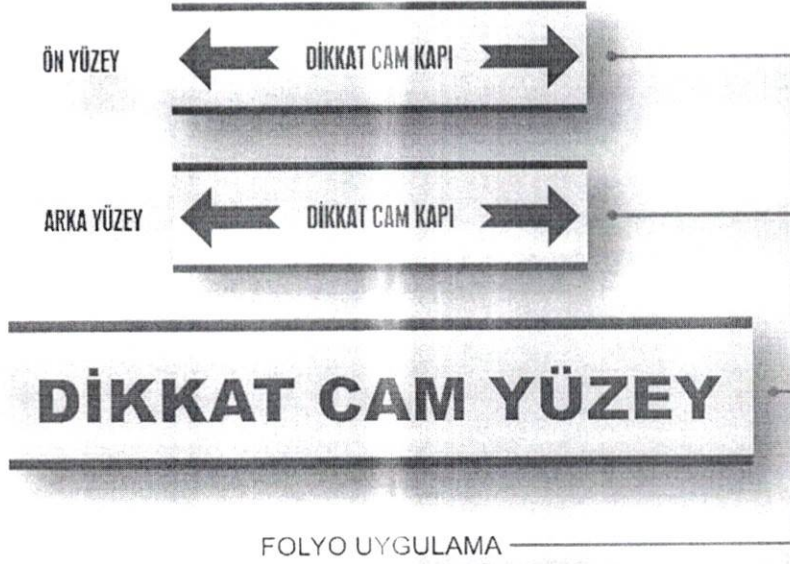 ÖN YÜZEY DİKKAT CAM KAPI
ARKA YÜZEY DİKKAT CAM KAPI
DİKKAT CAM YÜZEY
FOLYO UYGULAMA